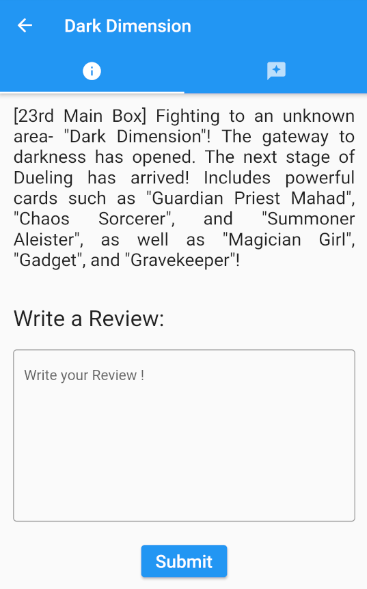 Dark Dimension
[23rd Main Box] Fighting to an unknown
area- "Dark Dimension"! The gateway to
darkness has opened. The next stage of
Dueling has arrived! Includes powerful
cards such as "Guardian Priest Mahad",
"Chaos Sorcerer", and "Summoner
Aleister", as well as "Magician Girl",
"Gadget", and "Gravekeeper"!
Write a Review:
Write your Review !
Submit